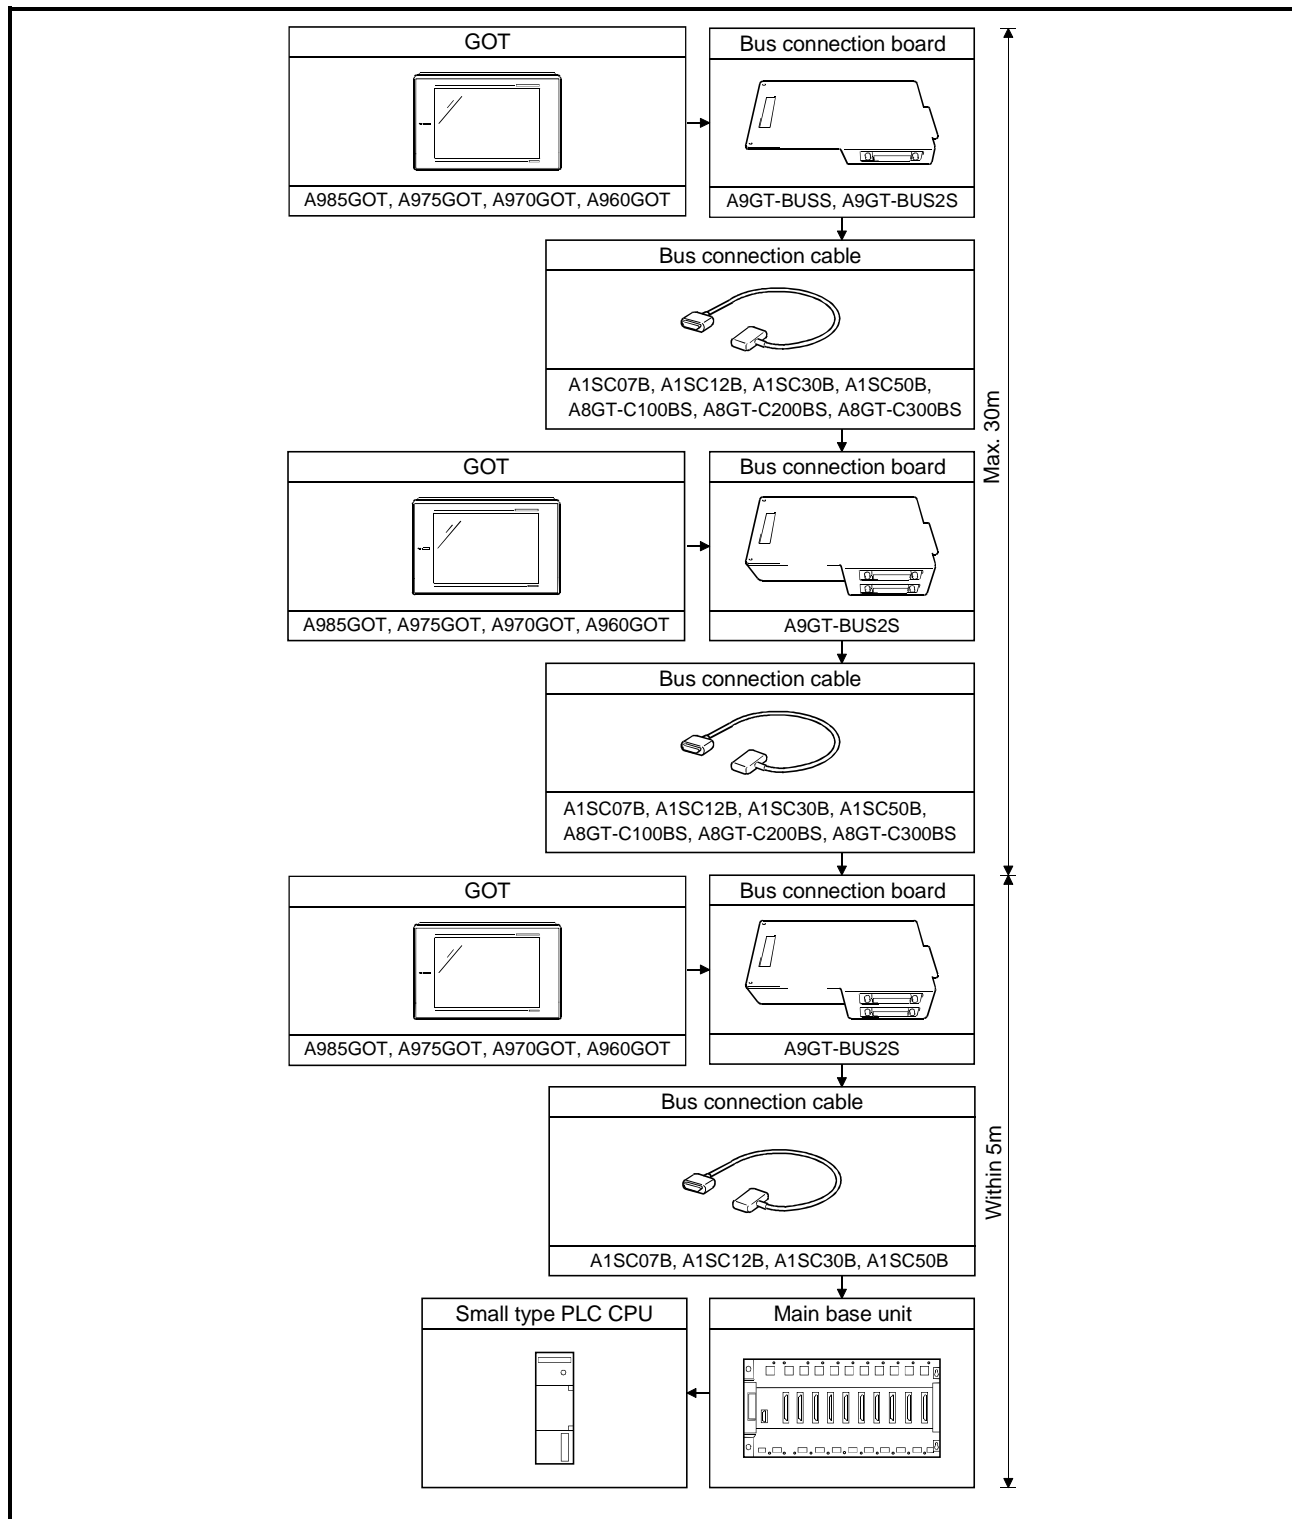 GOT
Bus connection board
A985GOT, A975GOT, A970GOT, A960GOT
A9GT-BUSS, A9GT-BUS2S
Bus connection cable
A1SC07B, A1SC12B, A1SC30B, A1SC50B,
A8GT-C100BS, A8GT-C200BS, A8GT-C300BS
Max. 30m
GOT
Bus connection board
A985GOT, A975GOT, A970GOT, A960GOT
A9GT-BUS2S
Bus connection cable
A1SC07B, A1SC12B, A1SC30B, A1SC50B,
A8GT-C100BS, A8GT-C200BS, A8GT-C300BS
GOT
Bus connection board
A985GOT, A975GOT, A970GOT, A960GOT
A9GT-BUS2S
Bus connection cable
Within 5m
A1SC07B, A1SC12B, A1SC30B, A1SC50B
Small type PLC CPU
Main base unit